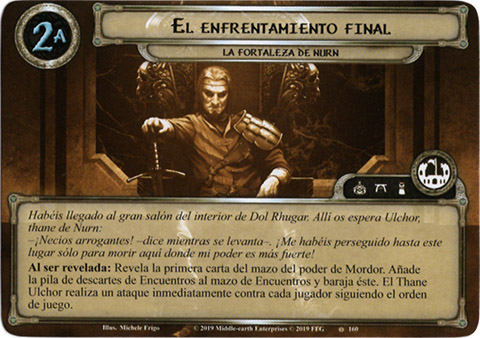 2A
EL ENFRENTAMIENTO FINAL
LA FORTALEZA DE NURN
Habéis llegado al gran salón del interior de Dol Rhugar. Allí os espera Ulchor,
thane de Nurn:
–¡Necios arrogantes! –dice mientras se levanta–. ¡Me habéis perseguido hasta este
lugar sólo para morir aquí donde mi poder es más fuerte!
Al ser revelada: Revela la primera carta del mazo del poder de Mordor. Añade
la pila de descartes de Encuentros al mazo de Encuentros y baraja éste. El Thane
Ulchor realiza un ataque inmediatamente contra cada jugador siguiendo el orden
de juego.
Illus. Michele Frigo © 2019 Middle-earth Enterprises © 2019 FFG 160